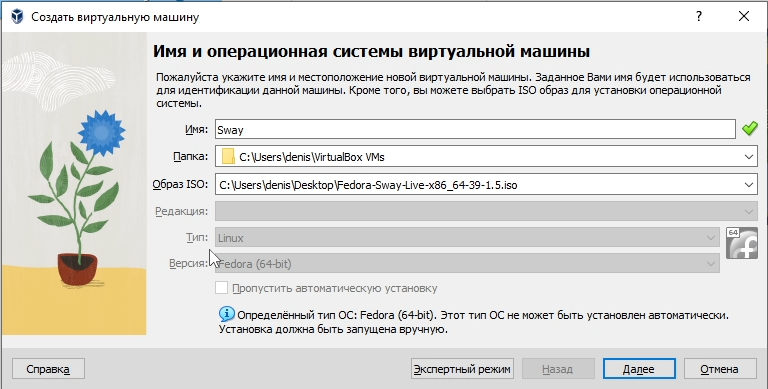 Создать виртуальную машину
Имя и операционная системы виртуальной машины
Пожалуйста укажите имя и местоположение новой виртуальной машины. Заданное Вами имя будет использоваться
для идентификации данной машины. Кроме того, вы можете выбрать ISO образ для установки операционной
системы.
Имя: Sway
Папка: C:\Users\denis\VirtualBox VMs
Образ ISO: C:\Users\denis\Desktop\Fedora-Sway-Live-x86_64-39-1.5.iso
Редакция:
Тип: Linux
64
Версия: Fedora (64-bit)
Пропустить автоматическую установку
Определённый тип ОС: Fedora (64-bit). Этот тип ОС не может быть установлен автоматически.
Установка должна быть запущена вручную.
Справка Экспертный режим Назад Далее Отмена